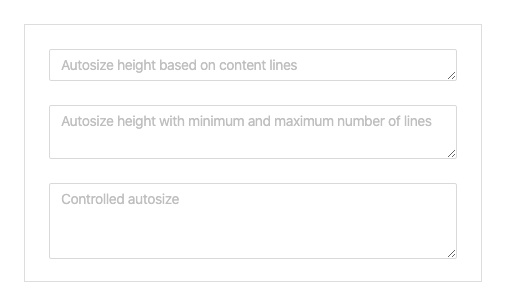 Autosize height based on content lines
Autosize height with minimum and maximum number of lines
Controlled autosize